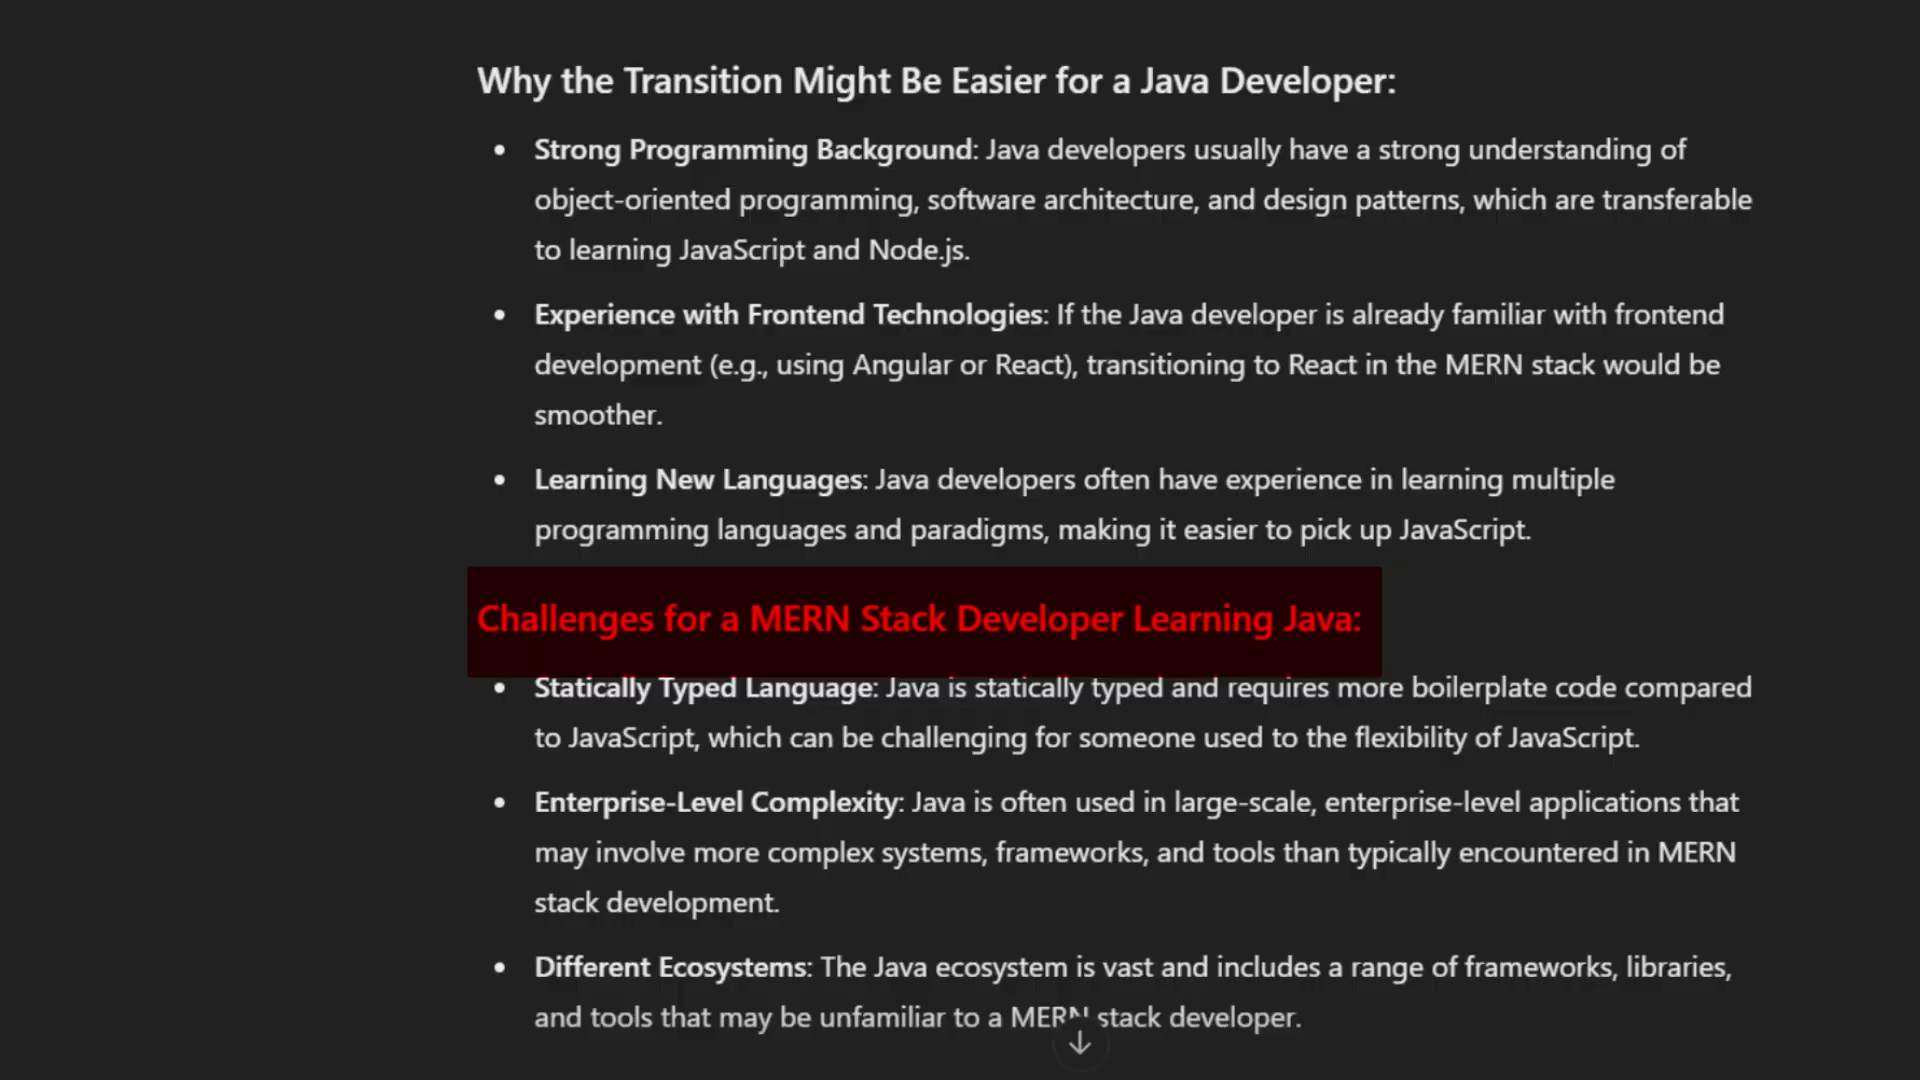 Why the Transition Might Be Easier for a Java Developer:
• Strong Programming Background: Java developers usually have a strong understanding of
object-oriented programming, software architecture, and design patterns, which are transferable
to learning JavaScript and Node.js.
• Experience with Frontend Technologies: If the Java developer is already familiar with frontend
development (e.g., using Angular or React), transitioning to React in the MERN stack would be
smoother.
• Learning New Languages: Java developers often have experience in learning multiple
programming languages and paradigms, making it easier to pick up JavaScript.
Challenges for a MERN Stack Developer Learning Java:
• Statically Typed Language: Java is statically typed and requires more boilerplate code compared
to JavaScript, which can be challenging for someone used to the flexibility of JavaScript.
• Enterprise-Level Complexity: Java is often used in large-scale, enterprise-level applications that
may involve more complex systems, frameworks, and tools than typically encountered in MERN
stack development.
• Different Ecosystems: The Java ecosystem is vast and includes a range of frameworks, libraries,
and tools that may be unfamiliar to a MERN stack developer.